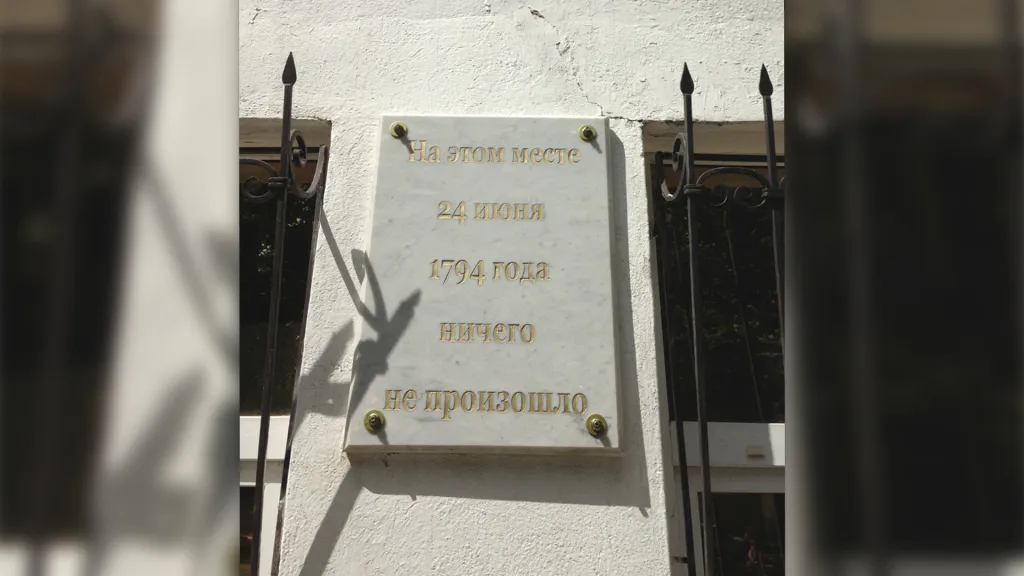 На этом месте
24 июня
1794 года
ничего
не произошло